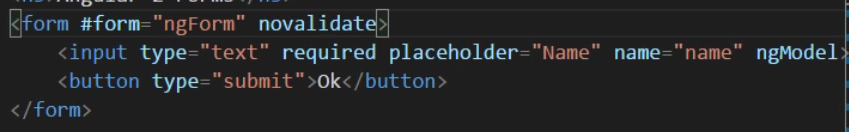 <form #form="ngForm" novalidate>
<input type="text" required placeholder="Name" name="name" ngModel>
<button type="submit">Ok</button>
</form>